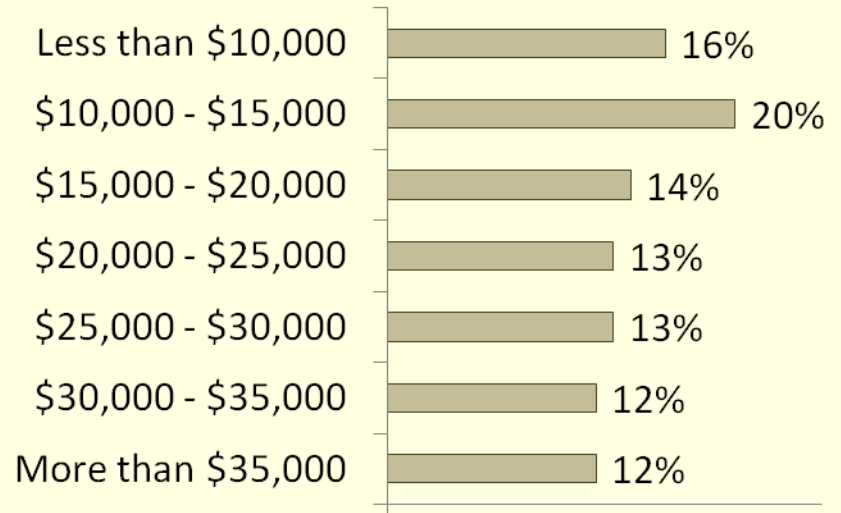 Less than $10,000 16%
$10,000 - $15,000 20%
$15,000 - $20,000 14%
$20,000 - $25,000 13%
$25,000 - $30,000 13%
$30,000 - $35,000 12%
More than $35,000 12%